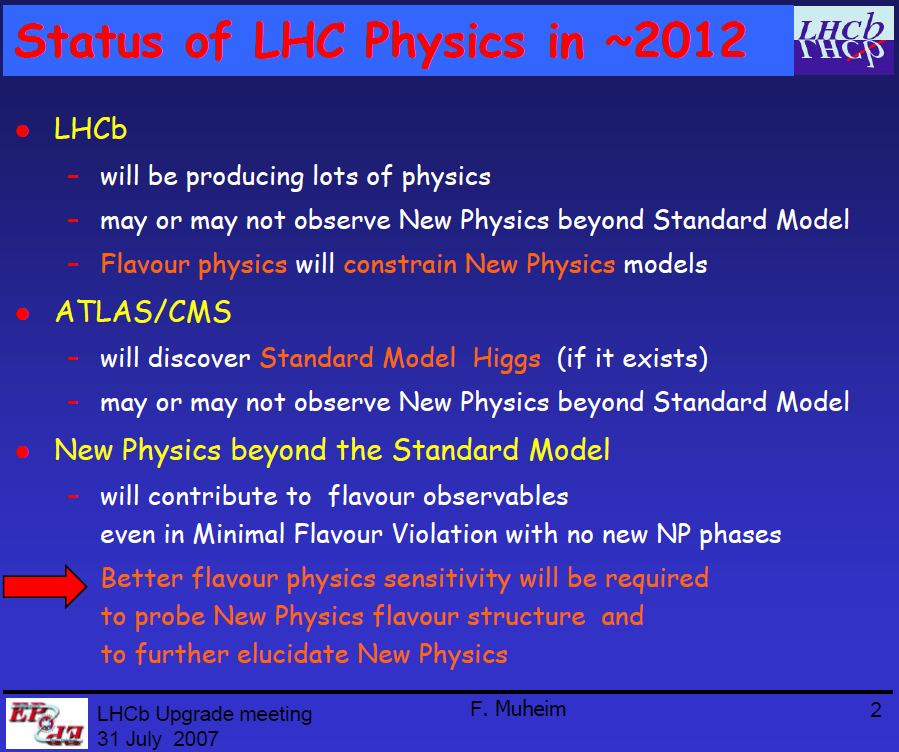 Status of LHC Physics in ~2012
LHCb
LHCb
• LHCb
– will be producing lots of physics
– may or may not observe New Physics beyond Standard Model
– Flavour physics will constrain New Physics models
• ATLAS/CMS
– will discover Standard Model Higgs (if it exists)
– may or may not observe New Physics beyond Standard Model
• New Physics beyond the Standard Model
– will contribute to flavour observables
even in Minimal Flavour Violation with no new NP phases
Better flavour physics sensitivity will be required
to probe New Physics flavour structure and
to further elucidate New Physics
LHCb Upgrade meeting
31 July 2007
F. Muheim
2